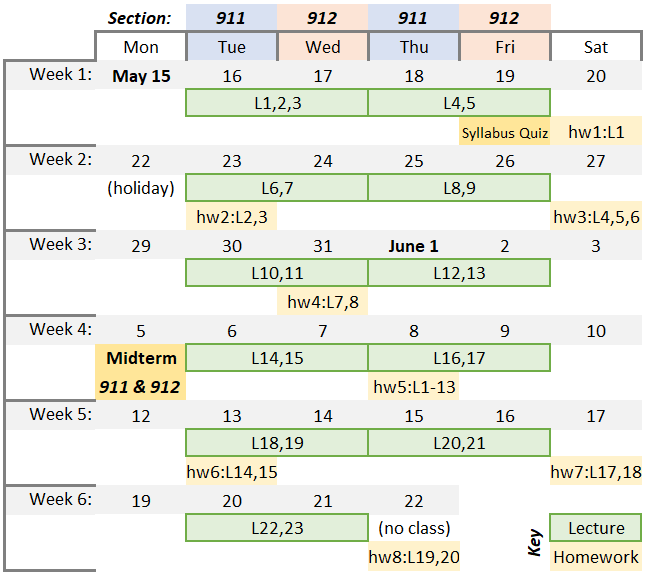 Section: 911 912 911 912
Mon Tue Wed Thu Fri Sat
Week 1: May 15 16 17 18 19 20
L1,2,3 L4,5
Syllabus Quiz hw1:L1
Week 2: 22 23 24 25 26 27
(holiday) L6,7 L8,9
hw2:L2,3 hw3:L4,5,6
Week 3: 29 30 31 June 1 2 3
L10,11 L12,13
hw4:L7,8
Week 4: 5 6 7 8 9 10
Midterm L14,15 L16,17
911 & 912 hw5:L1-13
Week 5: 12 13 14 15 16 17
L18,19 L20,21
hw6:L14,15 hw7:L17,18
Week 6: 19 20 21 22
L22,23 (no class) Key Lecture
hw8:L19,20 Homework